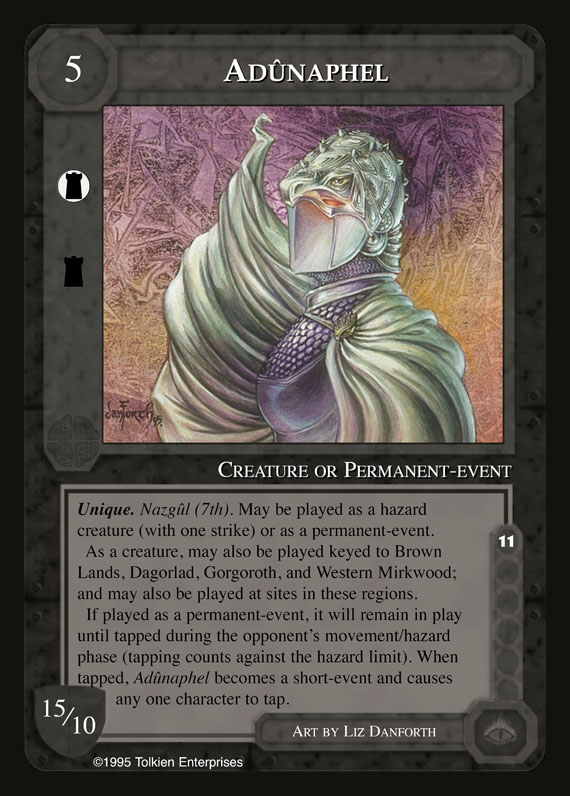 5
ADÛNAPHEL
Danforth 95.
CREATURE OR PERMANENT-EVENT
Unique. Nazgûl (7th). May be played as a hazard
creature (with one strike) or as a permanent-event.
As a creature, may also be played keyed to Brown
Lands, Dagorlad, Gorgoroth, and Western Mirkwood;
and may also be played at sites in these regions.
If played as a permanent-event, it will remain in play
until tapped during the opponent's movement/hazard
phase (tapping counts against the hazard limit). When
tapped, Adûnaphel becomes a short-event and causes
any one character to tap.
11
15/10
ART BY LIZ DANFORTH
©1995 Tolkien Enterprises